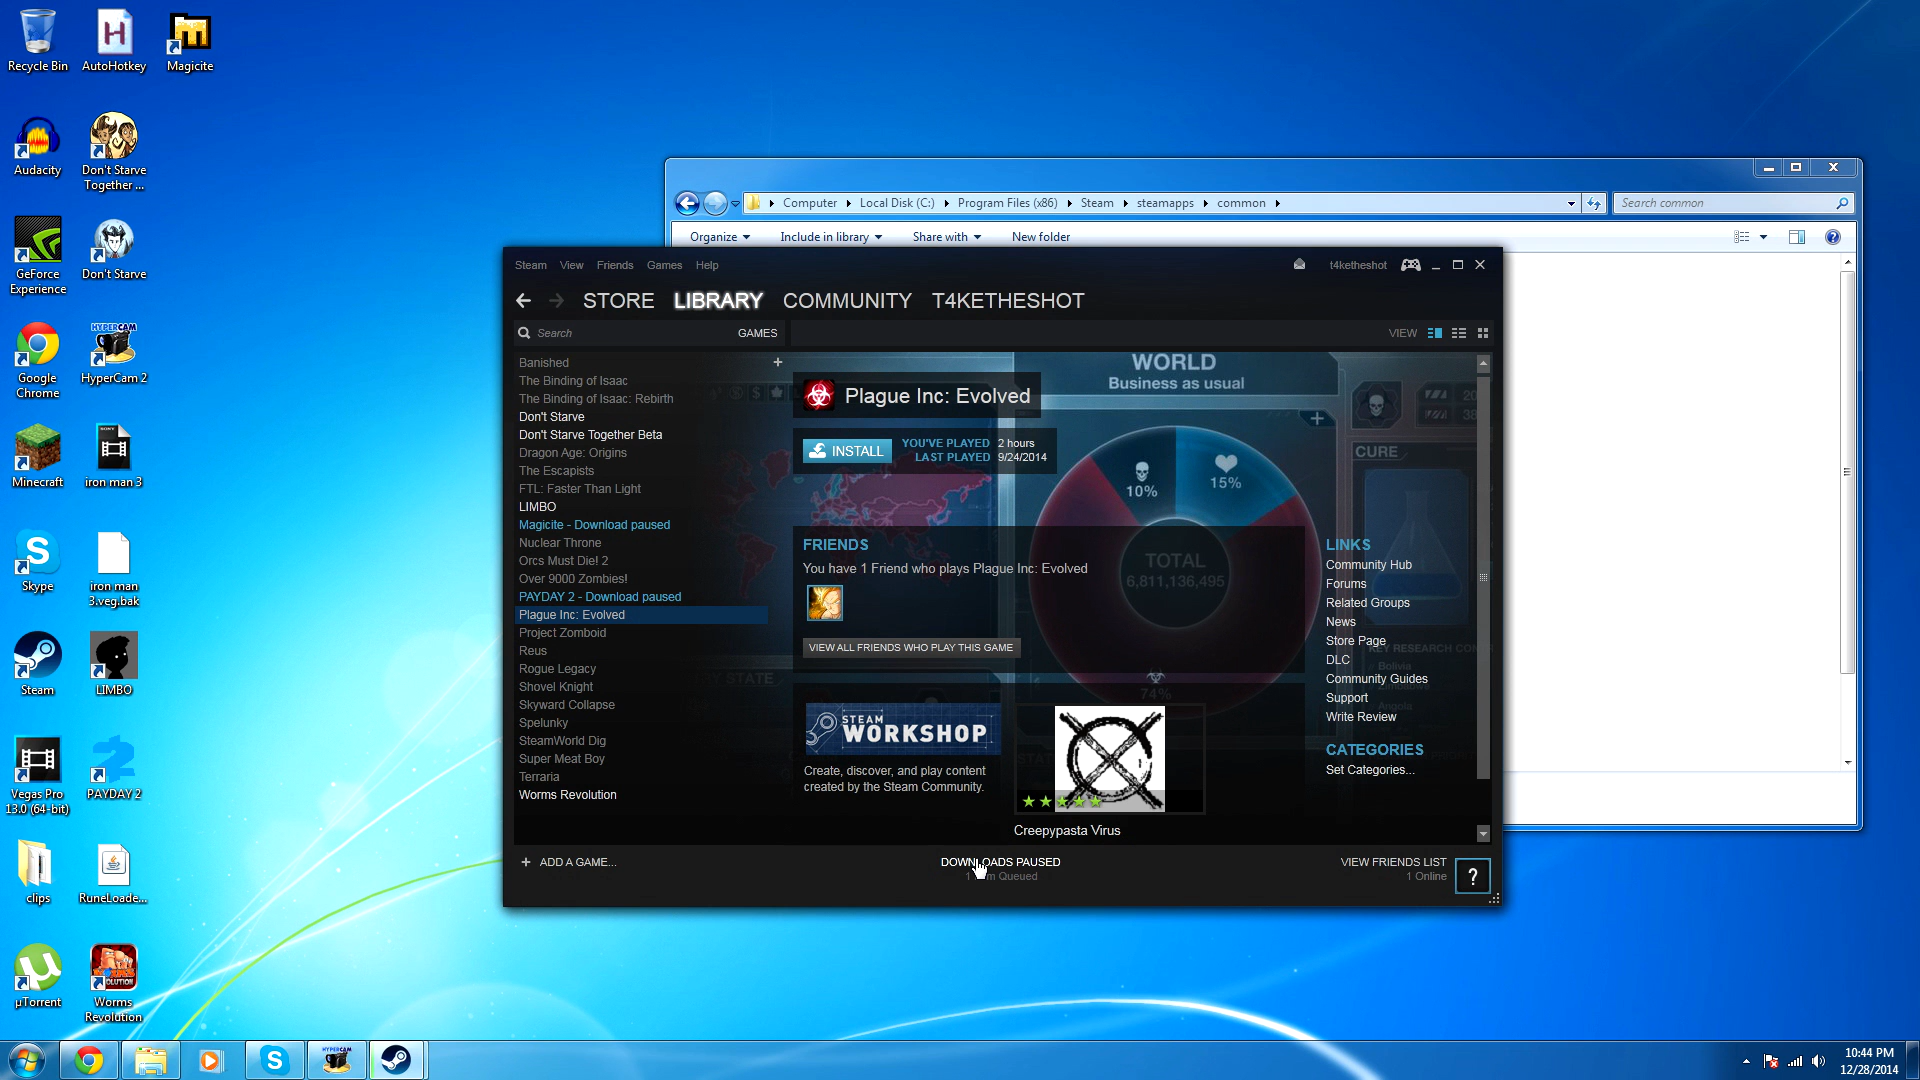 Recycle Bin
AutoHotkey
Magicite
Audacity
Don't Starve
Together ...
GeForce
Experience
Don't Starve
Google
Chrome
HYPERCAM
HyperCam 2
Minecraft
iron man 3
Skype
iron man
3.veg.bak
Steam
LIMBO
Vegas Pro
13.0 (64-bit)
PAYDAY 2
clips
RuneLoade...
µTorrent
Worms
Revolution
Computer
Local Disk (C:)
Program Files (x86)
Steam
steamapps
common
Search common
Organize
Include in library
Share with
New folder
Steam View Friends Games Help
t4ketheshot
STORE LIBRARY COMMUNITY T4KETHESHOT
Search
GAMES
VIEW
Banished
The Binding of Isaac
The Binding of Isaac: Rebirth
Don't Starve
Don't Starve Together Beta
Dragon Age: Origins
The Escapists
FTL: Faster Than Light
LIMBO
Magicite - Download paused
Nuclear Throne
Orcs Must Die! 2
Over 9000 Zombies!
PAYDAY 2 - Download paused
Plague Inc: Evolved
Project Zomboid
Reus
Rogue Legacy
Shovel Knight
Skyward Collapse
Spelunky
SteamWorld Dig
Super Meat Boy
Terraria
Worms Revolution
WORLD
Business as usual
Plague Inc: Evolved
INSTALL
YOU'VE PLAYED 2 hours
LAST PLAYED 9/24/2014
10%
15%
CURE
TOTAL
6,811,136,495
74%
FRIENDS
You have 1 Friend who plays Plague Inc: Evolved
VIEW ALL FRIENDS WHO PLAY THIS GAME
LINKS
Community Hub
Forums
Related Groups
News
Store Page
DLC
Community Guides
Support
Write Review
KEY RESEARCH
Bolivia
Angola
CATEGORIES
Set Categories...
STEAM
WORKSHOP
Create, discover, and play content
created by the Steam Community.
Creepypasta Virus
ADD A GAME...
DOWNLOADS PAUSED
Queued
VIEW FRIENDS LIST
1 Online
?
10:44 PM
12/28/2014